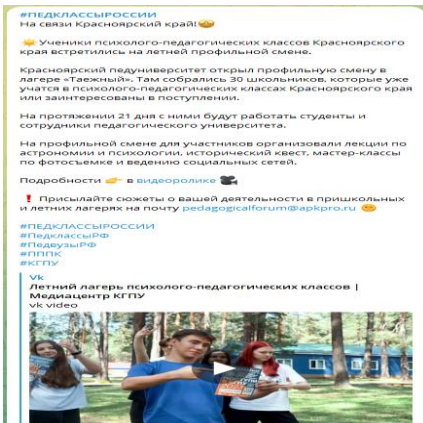 #ПЕДКЛАССЫРОССИИ
На связи Красноярский край!
Ученики психолого-педагогических классов Красноярского
края встретились на летней профильной смене.
Красноярский педуниверситет открыл профильную смену в
лагере «Таежный». Там собрались 30 школьников, которые уже
учатся в психолого-педагогических классах Красноярского края
или заинтересованы в поступлении.
На протяжении 21 дня с ними будут работать студенты и
сотрудники педагогического университета.
На профильной смене для участников организовали лекции по
астрономии и психологии, исторический квест, мастер-классы
по фотосъемке и ведению социальных сетей.
Подробности 👉 в видеоролике
❗ Присылайте сюжеты о вашей деятельности в пришкольных
и летних лагерях на почту pedagogicalforum@apkpro.ru
#ПЕДКЛАССЫРОССИИ
#ПедклассыРФ
#ПедвузыРФ
#ПППК
#КГПУ
Vk
Летний лагерь психолого-педагогических классов |
Медиацентр КГПУ
vk video